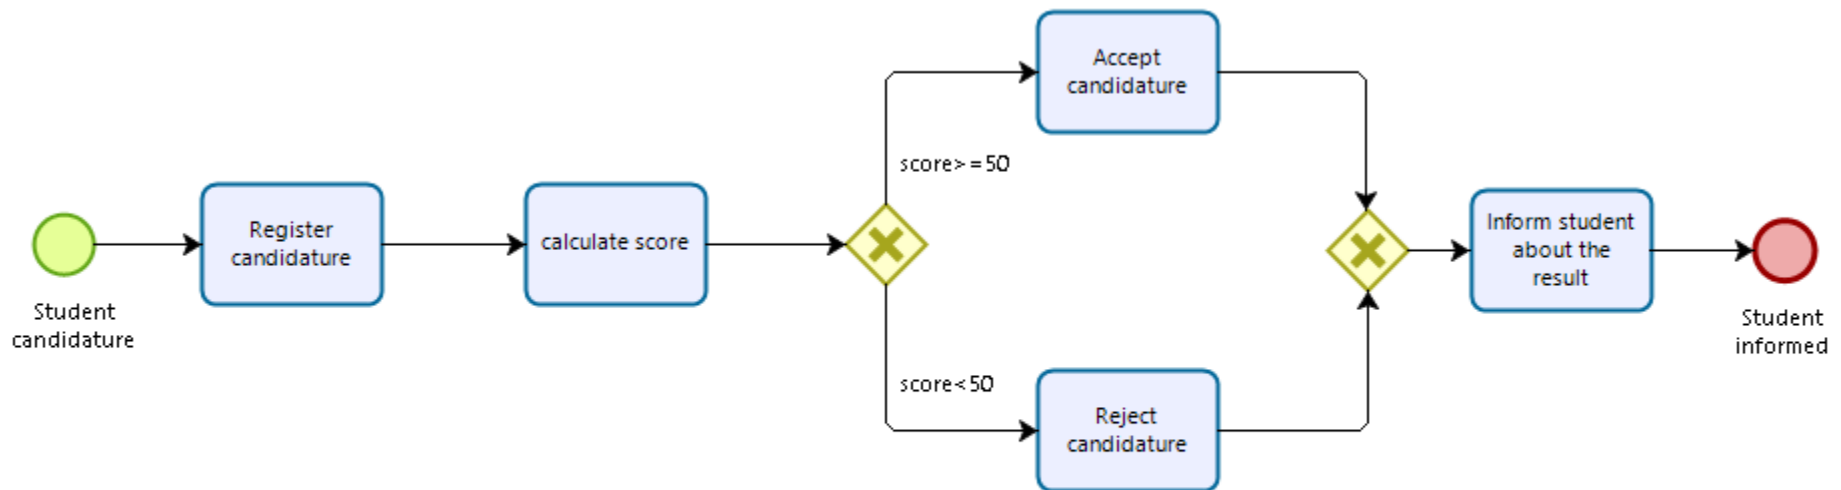 Student
candidature
Register
candidature
calculate score
score>=50
score<50
Accept
candidature
Reject
candidature
Inform student
about the
result
Student
informed